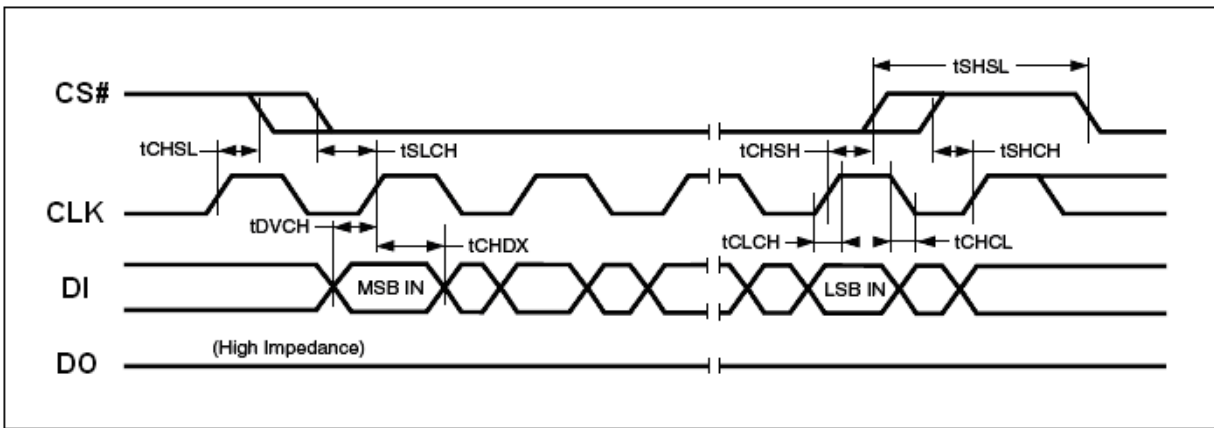 tSHSL
CS#
tCHSL
tSLCH
tCHSH
tSHCH
CLK
tDVCH
tCHDX
tCLCH
tCHCL
DI
MSB IN
LSB IN
(High Impedance)
DO